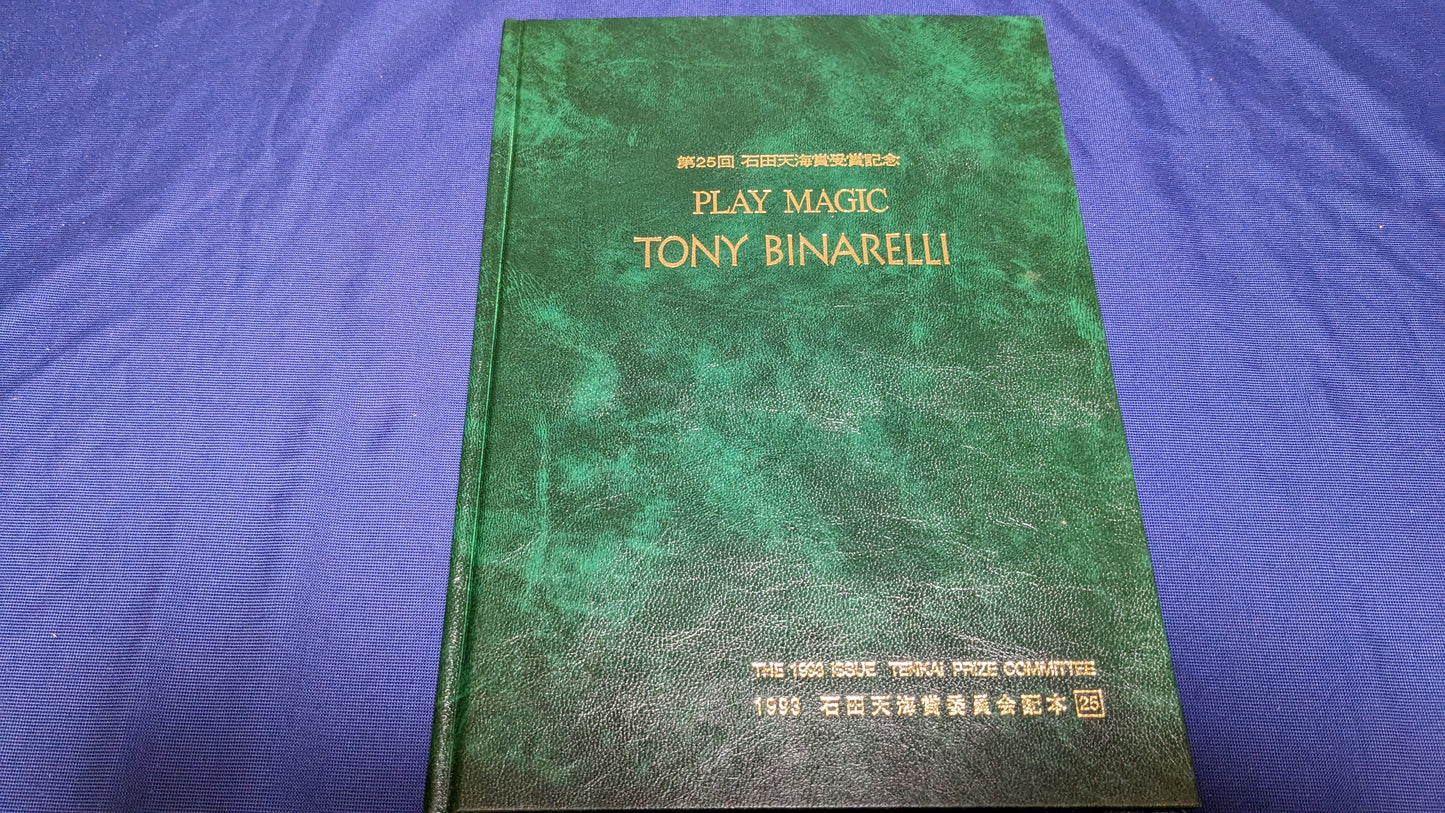 第25回 石田天海賞受賞記念
PLAY MAGIC
TONY BINARELLI
THE 1993 ISSUE TENKAI PRIZE COMMITTEE
1993 石田天海賞委員会配本 25